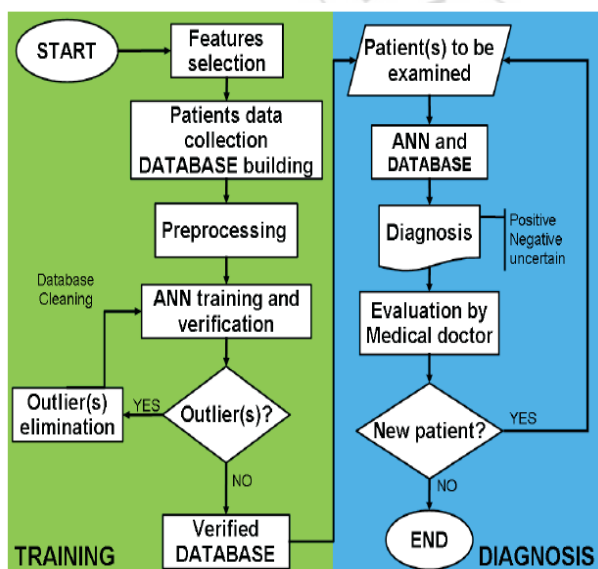 START
Features
selection
Patients data
collection
DATABASE building
Preprocessing
Database
Cleaning
ANN training and
verification
Outlier(s)
elimination
YES
Outlier(s)?
NO
Verified
DATABASE
TRAINING
Patient(s) to be
examined
ANN and
DATABASE
Diagnosis
Positive
Negative
uncertain
Evaluation by
Medical doctor
New patient?
YES
NO
END
DIAGNOSIS